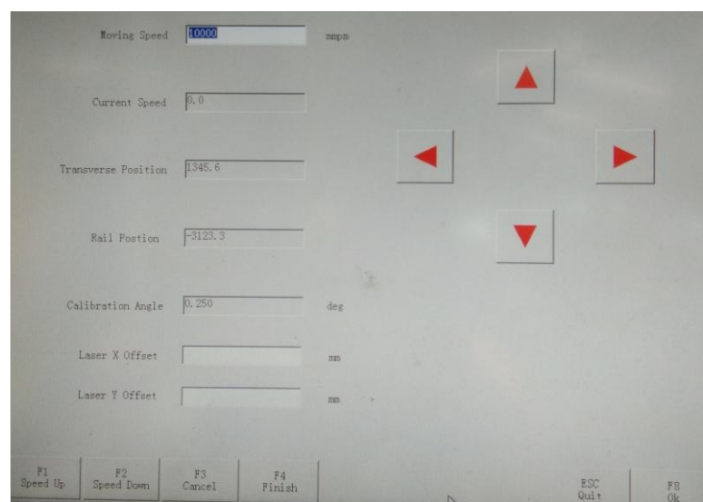 Moving Speed 10000 mmpm
Current Speed 0.0
Transverse Position 1345.6
Rail Postion -3123.3
Calibration Angle 0.250 deg
Laser X Offset mm
Laser Y Offset mm
F1 F2 F3 F4 ESC F8
Speed Up Speed Down Cancel Finish Quit Ok